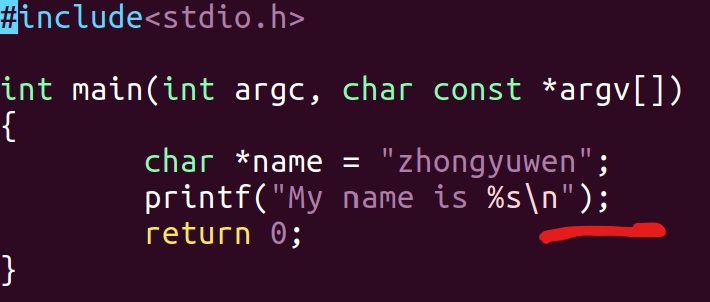 #include<stdio.h>

int main(int argc, char const *argv[])
{
        char *name = "zhongyuwen";
        printf("My name is %s\n");
        return 0;
}